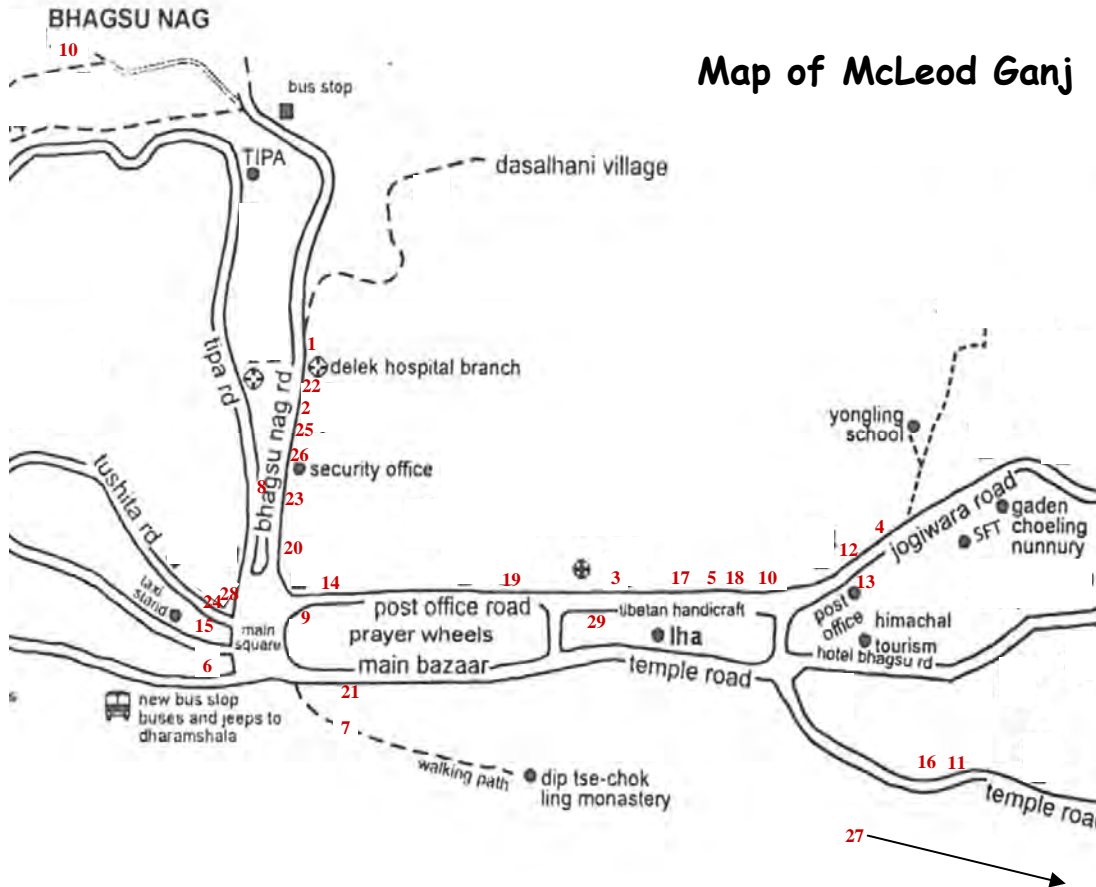 BHAGSU NAG
10
Map of McLeod Ganj
bus stop
TIPA
dasalhani village
1
delek hospital branch
tipa rd
bhagsu nag rd
22
2
25
26
security office
8
23
20
yongling
school
4
jogiwara road
gaden
choeling
nunnury
SFT
12
13
post
office
himachal
tourism
hotel bhagsu rd
tushita rd
taxi
stand
24
28
15
6
main
square
14
19
3
17
5
18
10
9
post office road
prayer wheels
main bazaar
29
tibetan handicraft
lha
temple road
s
new bus stop
buses and jeeps to
dharamshala
21
7
walking path
dip tse-chok
ling monastery
16
11
temple road
27